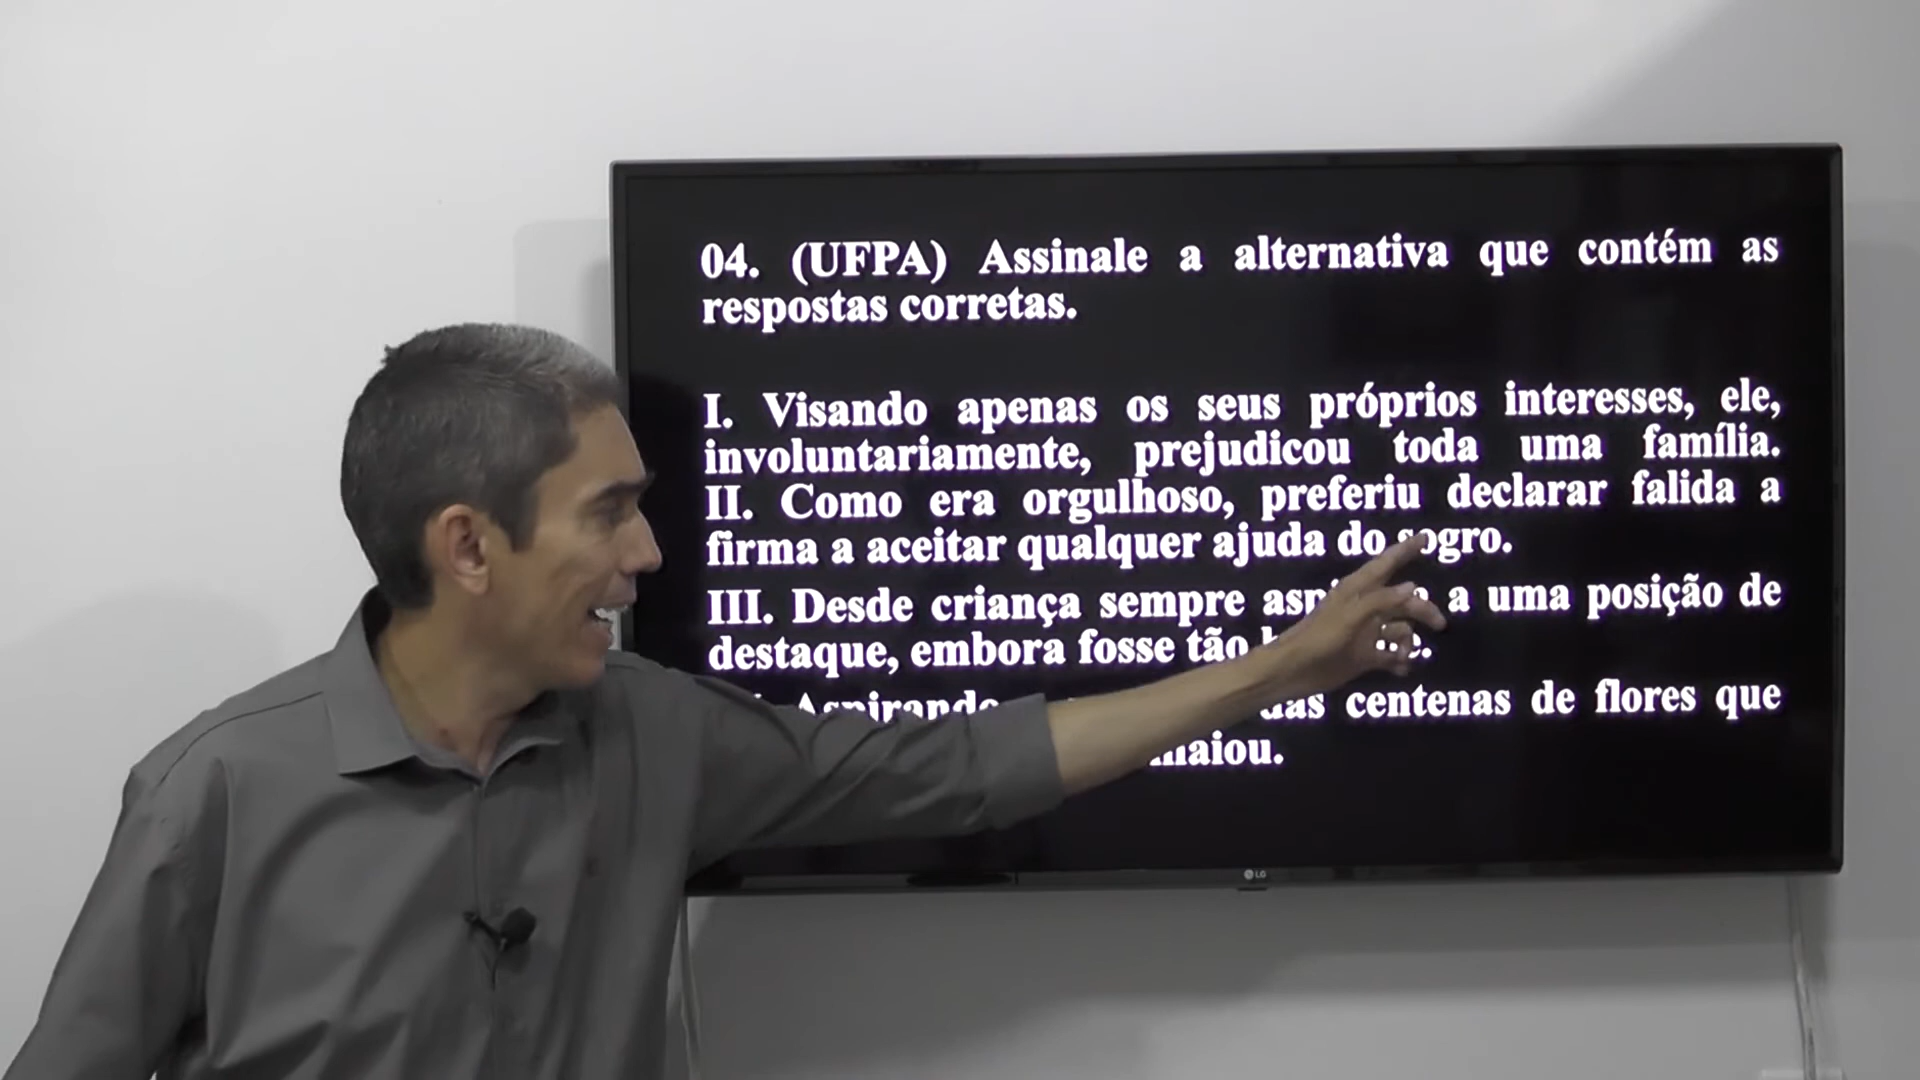 04. (UFPA) Assinale a alternativa que contém as
respostas corretas.
I. Visando apenas os seus próprios interesses, ele,
involuntariamente, prejudicou toda uma família.
II. Como era orgulhoso, preferiu declarar falida a
firma a aceitar qualquer ajuda do sogro.
III. Desde criança sempre a uma posição de
destaque, embora fosse tão
Aspirando centenas de flores que
LG